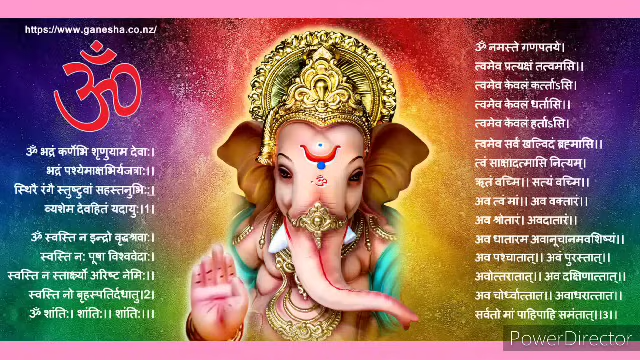 https://www.ganesha.co.nz/
ॐ
ॐ भद्रं कर्णेभि शृणुयाम देवा:।
भद्रं पश्येमाक्षभिर्यजत्रा:।।
स्थिरै रंगै स्तुष्टुवां सहस्तनुभि::।
व्यशेम देवहितं यदायु:।1।
ॐ स्वस्ति न इन्द्रो वृद्धश्रवा:।
स्वस्ति न: पूषा विश्ववेदा:।
स्वस्ति न स्तार्क्ष्यो अरिष्ट नेमि:।।
स्वस्ति नो बृहस्पतिर्दधातु।2।
ॐ शांति:। शांति:।। शांति:।।।
ॐ नमस्ते गणपतये।
त्वमेव प्रत्यक्षं तत्वमसि।।
त्वमेव केवलं कर्त्ताऽसि।
त्वमेव केवलं धर्तासि।।
त्वमेव केवलं हर्ताऽसि।
त्वमेव सर्वं खल्विदं ब्रह्मासि।।
त्वं साक्षादत्मासि नित्यम्।
ऋतं वच्मि।। सत्यं वच्मि।।
अव त्वं मां।। अव वक्तारं।
अव श्रोतारं। अवदातारं।।
अव धातारम अवानूचानमवशिष्यं।।
अव पश्चातात्।। अवं पुरस्तात्।
अवोत्तरातात्।। अव दक्षिणात्तात्।
अव चोर्ध्वात्तात।। अवाधरात्तात।
सर्वतो मां पाहिपाहि समंतात्।।3।।
PowerDirector